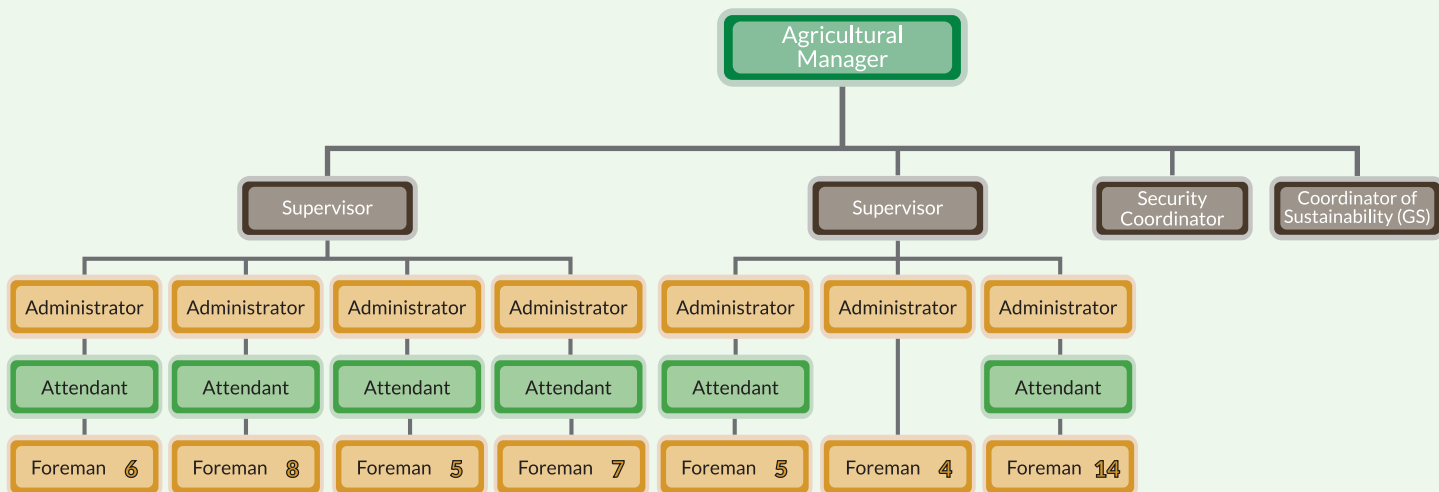 Agricultural
Manager
Supervisor
Supervisor
Security
Coordinator
Coordinator of
Sustainability (GS)
Administrator
Administrator
Administrator
Administrator
Administrator
Administrator
Administrator
Attendant
Attendant
Attendant
Attendant
Attendant
Attendant
Foreman 6
Foreman 8
Foreman 5
Foreman 7
Foreman 5
Foreman 4
Foreman 14